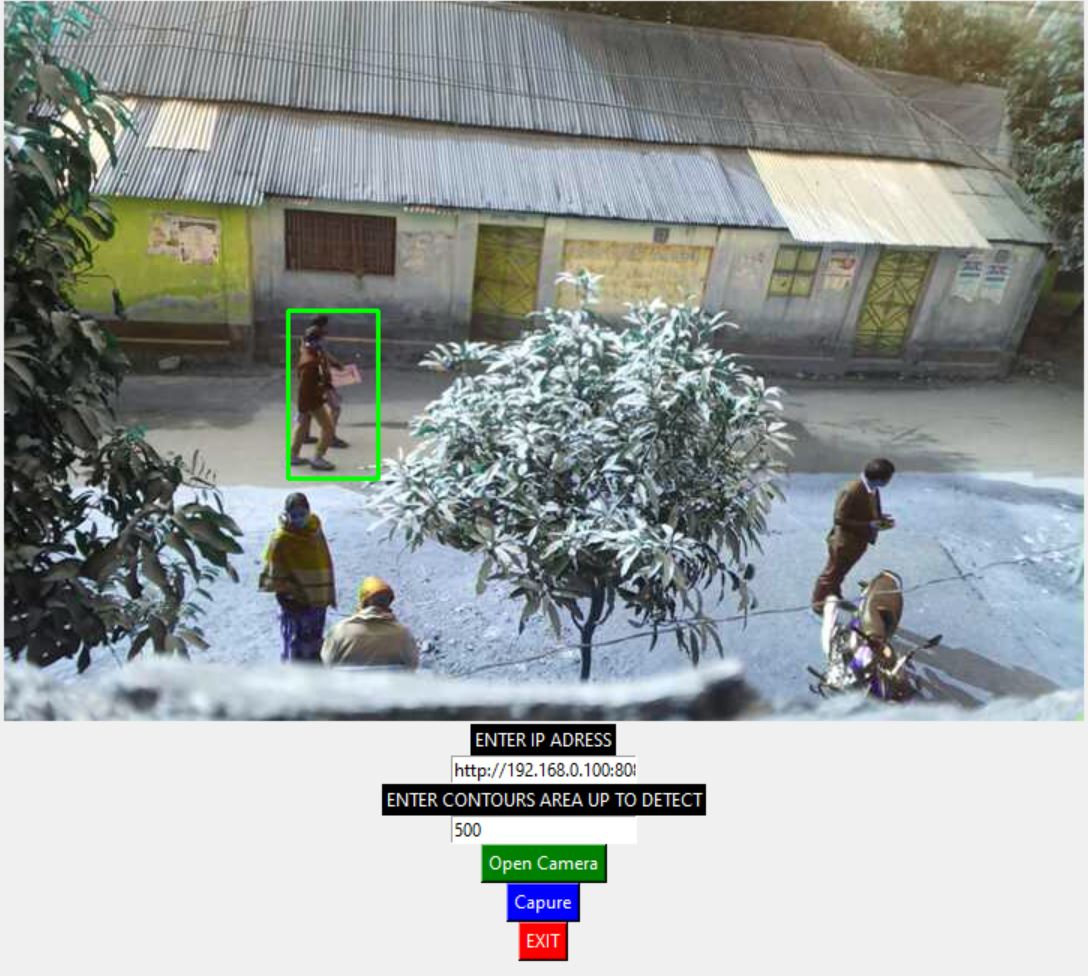 ENTER IP ADRESS
http://192.168.0.100:80
ENTER CONTOURS AREA UP TO DETECT
500
Open Camera
Capure
EXIT